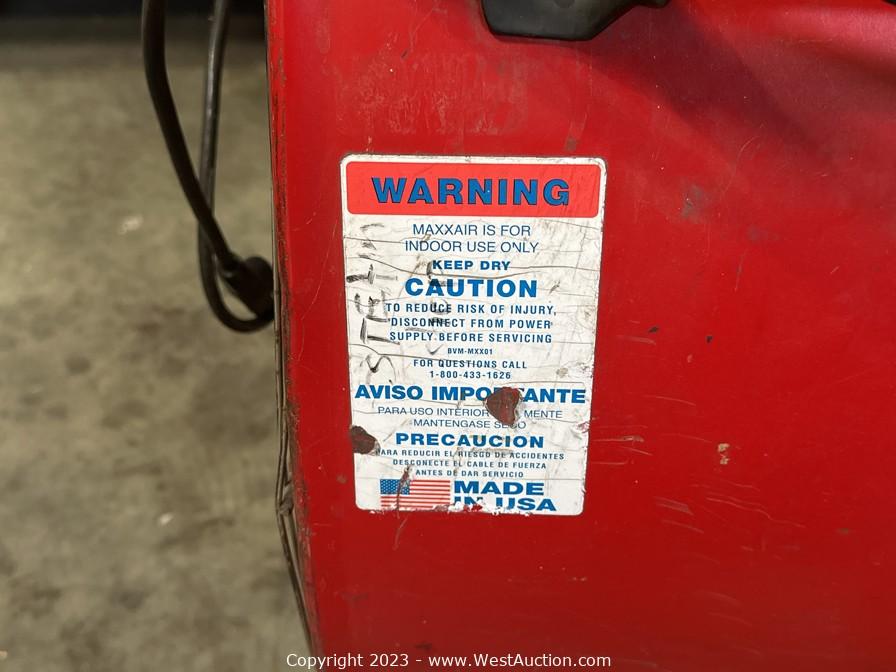 WARNING
MAXXAIR IS FOR
INDOOR USE ONLY
KEEP DRY
CAUTION
TO REDUCE RISK OF INJURY,
DISCONNECT FROM POWER
SUPPLY BEFORE SERVICING
BVM-MXX01
FOR QUESTIONS CALL
1-800-433-1626
AVISO IMPORTANTE
PARA USO INTERIOR MENTE
MANTENGASE SECO
PRECAUCION
PARA REDUCIR EL RIESGO DE ACCIDENTES
DESCONECTE EL CABLE DE FUERZA
ANTES DE DAR SERVICIO
MADE
IN USA
Copyright © 2023 - www.WestAuction.com